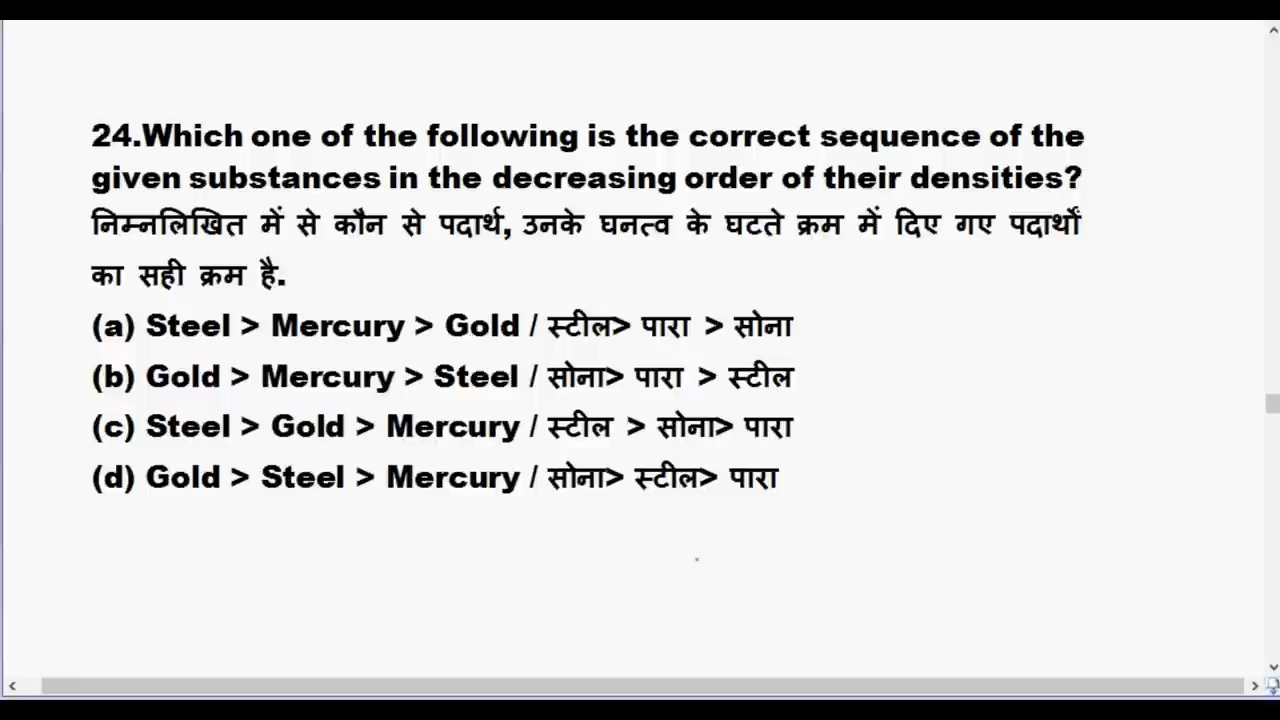 24.Which one of the following is the correct sequence of the
given substances in the decreasing order of their densities?
निम्नलिखित में से कौन से पदार्थ, उनके घनत्व के घटते क्रम में दिए गए पदार्थों
का सही क्रम है.
(a) Steel > Mercury > Gold / स्टील> पारा > सोना
(b) Gold > Mercury > Steel / सोना> पारा > स्टील
(c) Steel > Gold > Mercury / स्टील > सोना> पारा
(d) Gold > Steel > Mercury / सोना> स्टील> पारा